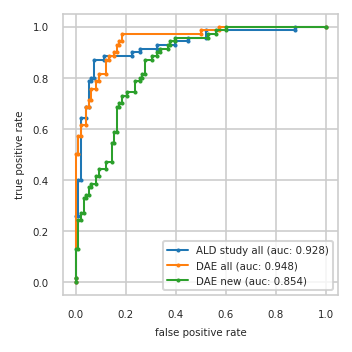 1.0
0.8
0.6
0.4
0.2
0.0
true positive rate
ALD study all (auc: 0.928)
DAE all (auc: 0.948)
DAE new (auc: 0.854)
0.0 0.2 0.4 0.6 0.8 1.0
false positive rate